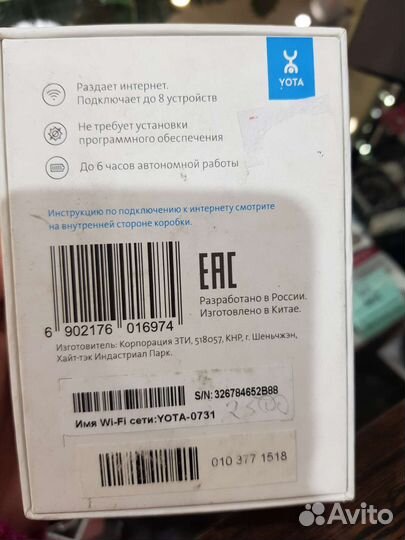 YOTA
Раздает интернет.
Подключает до 8 устройств
Не требует установки
программного обеспечения
До 6 часов автономной работы
Инструкцию по подключению к интернету смотрите
на внутренней стороне коробки.
EAC
6 902176 016974
Разработано в России.
Изготовлено в Китае.
Изготовитель: Корпорация ЗТИ, 518057, КНР, г. Шеньчжэн,
Хайт-тэк Индастриал Парк.
S/N: 326784652B88
Имя Wi-Fi сети:YOTA-0731
2500
010 377 1518
Avito